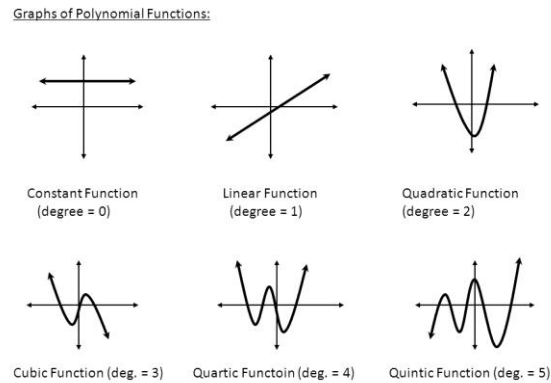 Graphs of Polynomial Functions:
Constant Function
(degree = 0)
Linear Function
(degree = 1)
Quadratic Function
(degree = 2)
Cubic Function (deg. = 3)
Quartic Functoin (deg. = 4)
Quintic Function (deg. = 5)